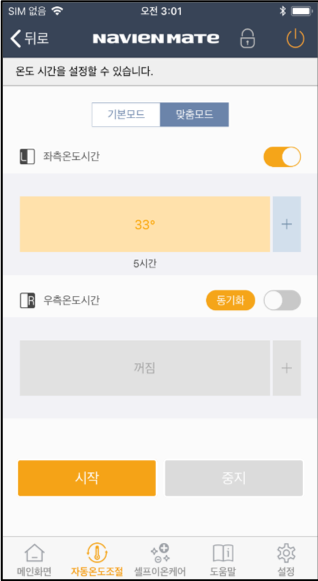 SIM 없음 오전 3:01
뒤로 NAVIEN MATE
온도 시간을 설정할 수 있습니다.
기본모드 맞춤모드
L 좌측온도시간
33° +
5시간
R 우측온도시간 동기화
꺼짐 +
시작 중지
메인화면 자동온도조절 셀프이온케어 도움말 설정